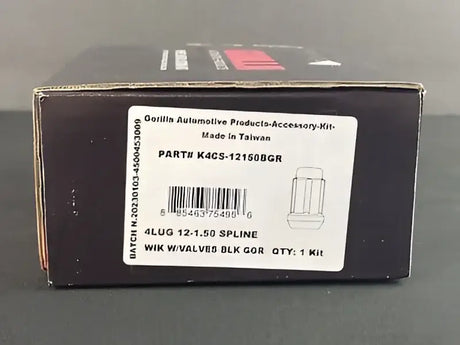 Gorilla Automotive Products-Accessory-Kit-
Made in Taiwan
PART# K4CS-12150BGR
BATCH N.20230103-4500453009
4LUG 12-1.50 SPLINE
WIK W/VALVES BLK GOR QTY: 1 Kit